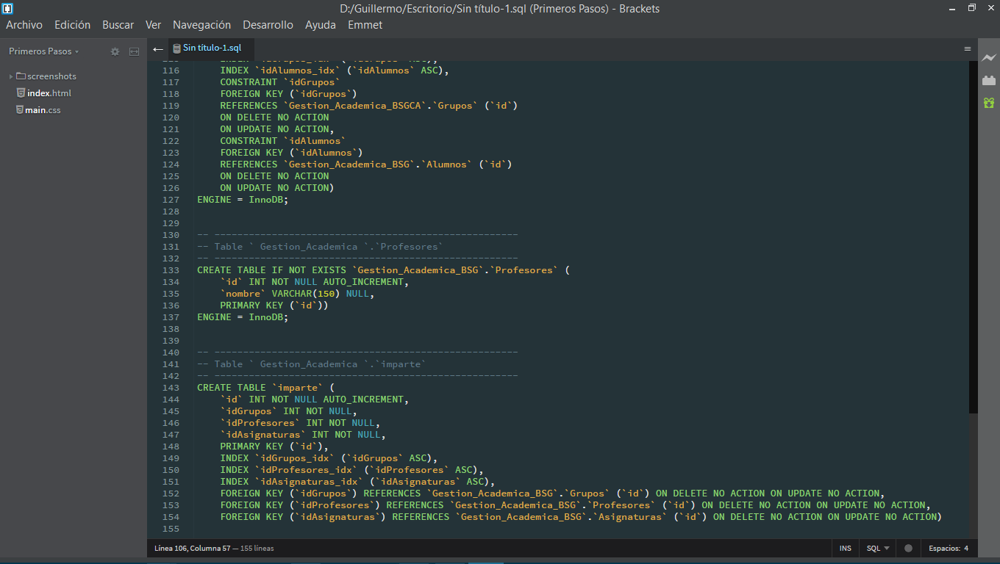 D:/Guillermo/Escritorio/Sin título-1.sql (Primeros Pasos) - Brackets
Archivo Edición Buscar Ver Navegación Desarrollo Ayuda Emmet
Primeros Pasos
screenshots
index.html
main.css
Sin título-1.sql
116 INDEX `idAlumnos_idx` (`idAlumnos` ASC),
117 CONSTRAINT `idGrupos`
118 FOREIGN KEY (`idGrupos`)
119 REFERENCES `Gestion_Academica_BSGCA`.`Grupos` (`id`)
120 ON DELETE NO ACTION
121 ON UPDATE NO ACTION,
122 CONSTRAINT `idAlumnos`
123 FOREIGN KEY (`idAlumnos`)
124 REFERENCES `Gestion_Academica_BSG`.`Alumnos` (`id`)
125 ON DELETE NO ACTION
126 ON UPDATE NO ACTION)
127 ENGINE = InnoDB;
128
129
130 -- -----------------------------------------------------
131 -- Table ` Gestion_Academica `.`Profesores`
132 -- -----------------------------------------------------
133 CREATE TABLE IF NOT EXISTS `Gestion_Academica_BSG`.`Profesores` (
134 `id` INT NOT NULL AUTO_INCREMENT,
135 `nombre` VARCHAR(150) NULL,
136 PRIMARY KEY (`id`))
137 ENGINE = InnoDB;
138
139
140 -- -----------------------------------------------------
141 -- Table ` Gestion_Academica `.`imparte`
142 -- -----------------------------------------------------
143 CREATE TABLE `imparte` (
144 `id` INT NOT NULL AUTO_INCREMENT,
145 `idGrupos` INT NOT NULL,
146 `idProfesores` INT NOT NULL,
147 `idAsignaturas` INT NOT NULL,
148 PRIMARY KEY (`id`),
149 INDEX `idGrupos_idx` (`idGrupos` ASC),
150 INDEX `idProfesores_idx` (`idProfesores` ASC),
151 INDEX `idAsignaturas_idx` (`idAsignaturas` ASC),
152 FOREIGN KEY (`idGrupos`) REFERENCES `Gestion_Academica_BSG`.`Grupos` (`id`) ON DELETE NO ACTION ON UPDATE NO ACTION,
153 FOREIGN KEY (`idProfesores`) REFERENCES `Gestion_Academica_BSG`.`Profesores` (`id`) ON DELETE NO ACTION ON UPDATE NO ACTION,
154 FOREIGN KEY (`idAsignaturas`) REFERENCES `Gestion_Academica_BSG`.`Asignaturas` (`id`) ON DELETE NO ACTION ON UPDATE NO ACTION)
155
Línea 106, Columna 57 — 155 líneas INS SQL Espacios: 4